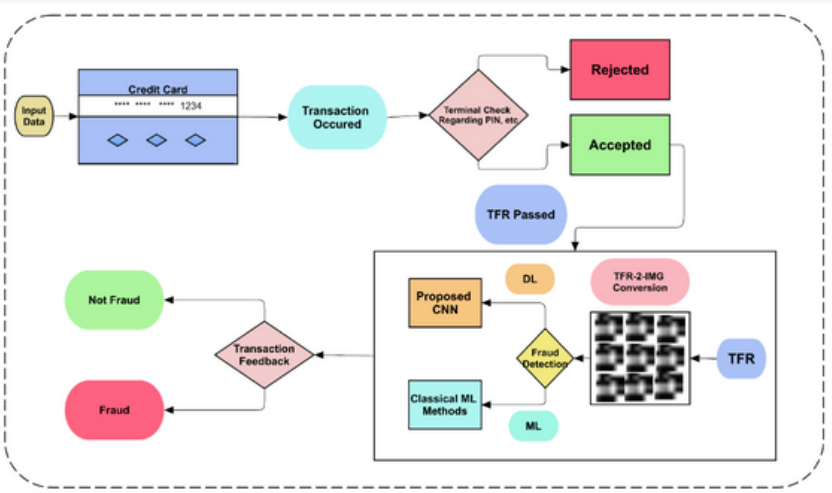 Input
Data
Credit Card
**** **** **** 1234
Transaction
Occured
Terminal Check
Regarding PIN, etc
Rejected
Accepted
TFR Passed
DL
TFR-2-IMG
Conversion
Proposed
CNN
Fraud
Detection
TFR
Classical ML
Methods
ML
Not Fraud
Transaction
Feedback
Fraud